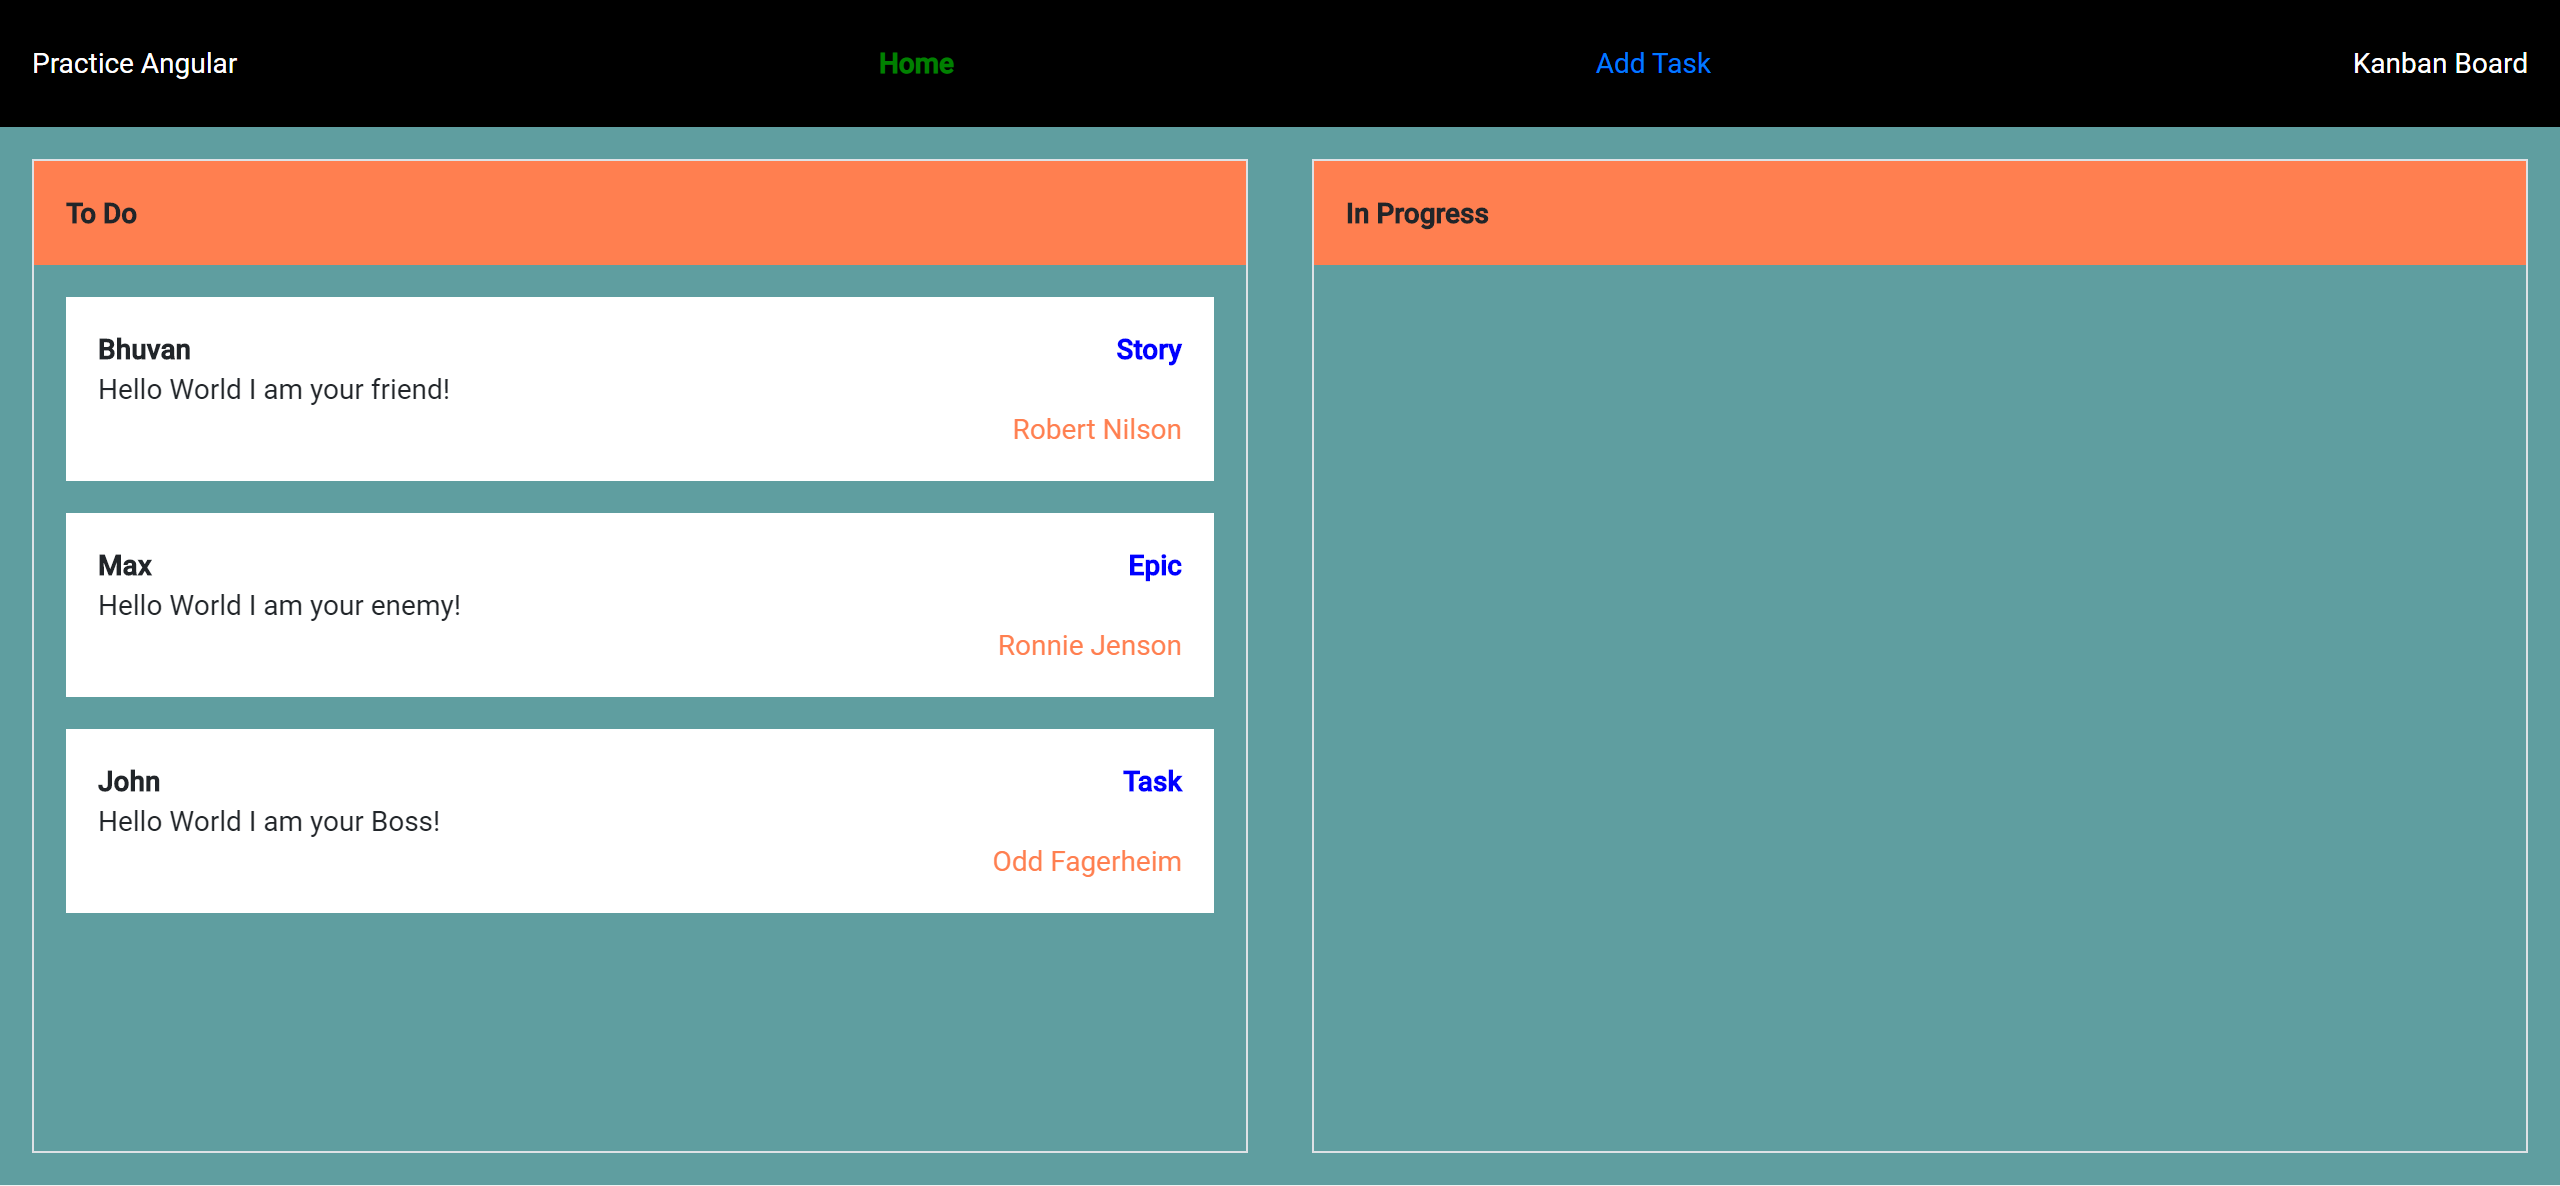 Practice Angular Home Add Task Kanban Board
To Do
Bhuvan Story
Hello World I am your friend!
Robert Nilson
Max Epic
Hello World I am your enemy!
Ronnie Jenson
John Task
Hello World I am your Boss!
Odd Fagerheim
In Progress